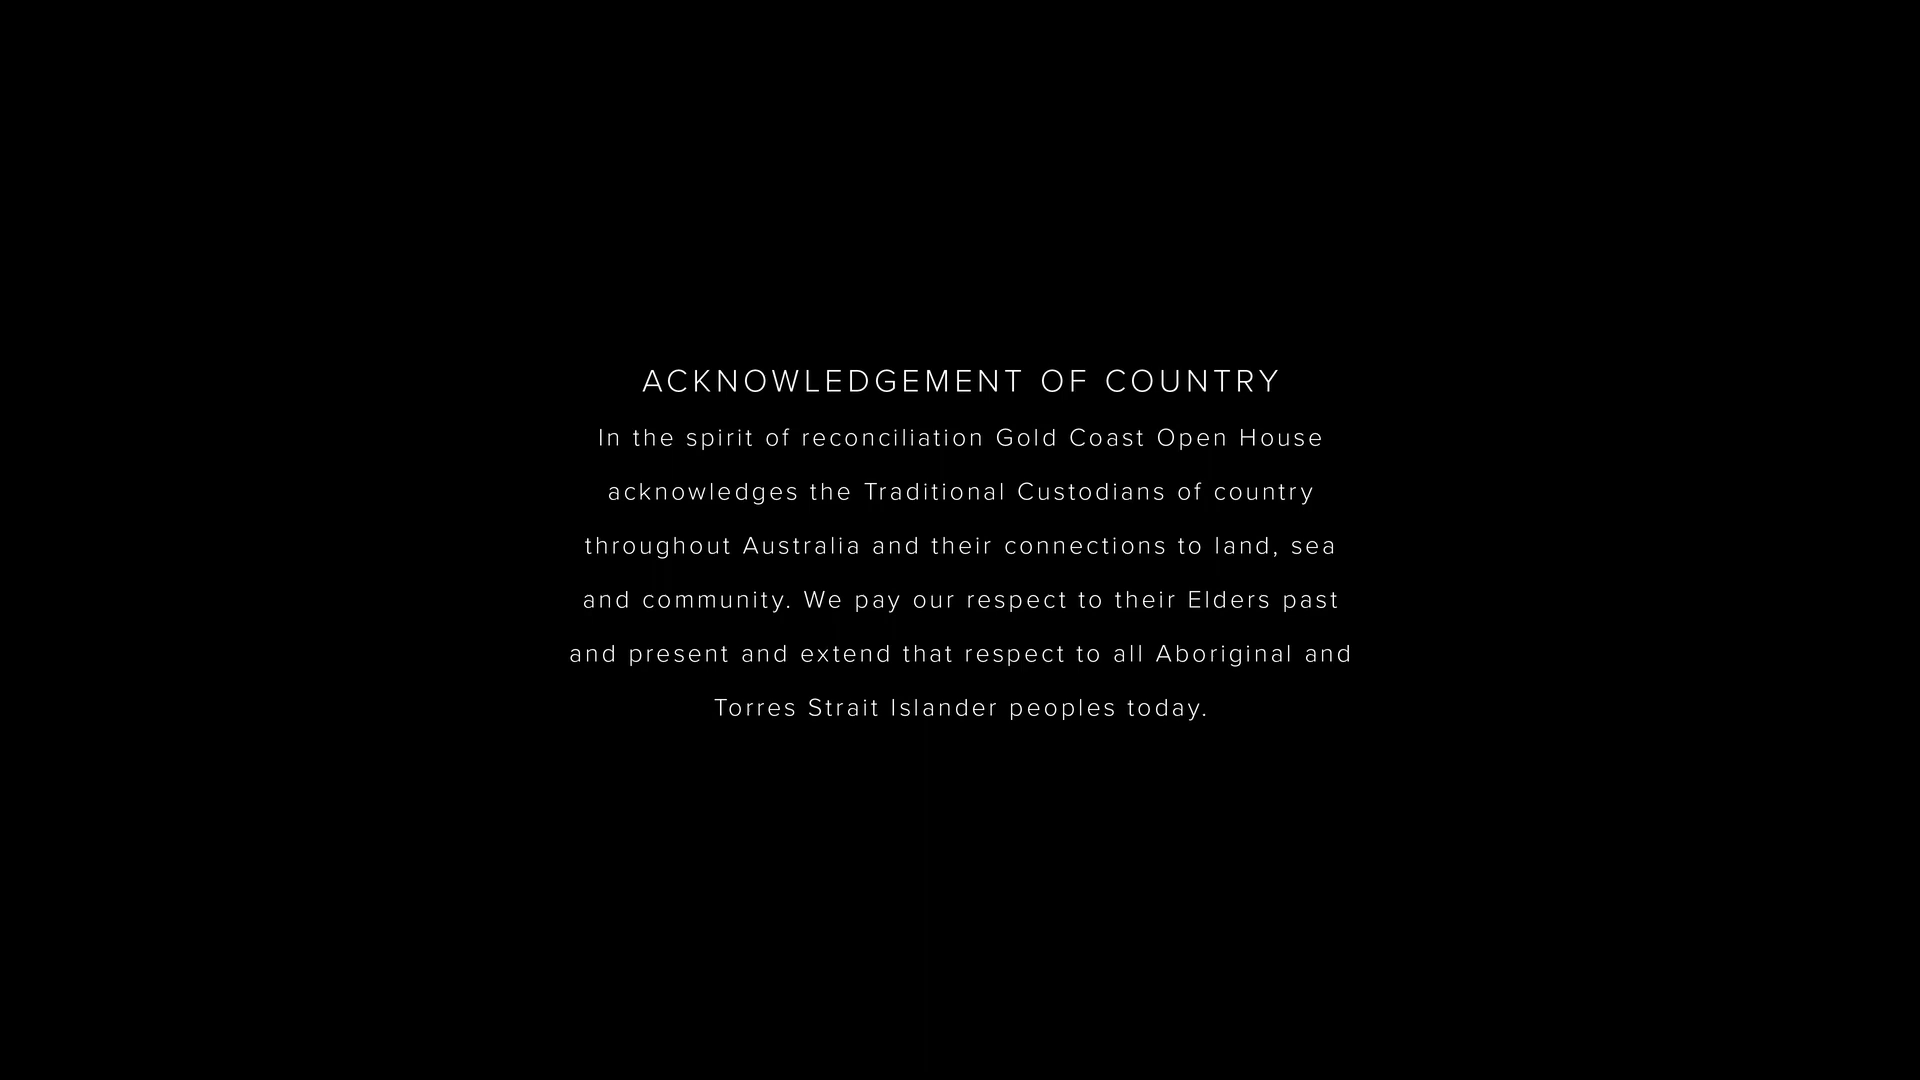 ACKNOWLEDGEMENT OF COUNTRY
In the spirit of reconciliation Gold Coast Open House
acknowledges the Traditional Custodians of country
throughout Australia and their connections to land, sea
and community. We pay our respect to their Elders past
and present and extend that respect to all Aboriginal and
Torres Strait Islander peoples today.